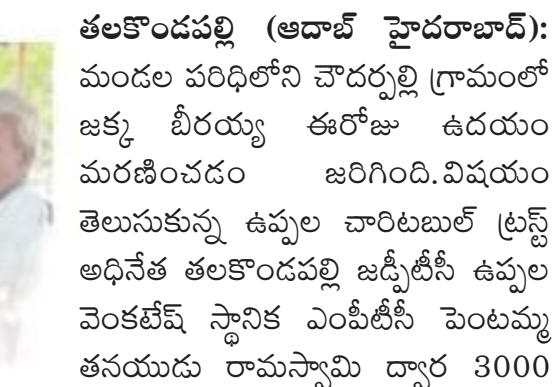 తలకొండపల్లి (ఆదాబ్ హైదరాబాద్):
మండల పరిధిలోని చౌదర్పల్లి గ్రామంలో
జక్క బీరయ్య ఈరోజు ఉదయం
మరణించడం జరిగింది.విషయం
తెలుసుకున్న ఉప్పల చారిటబుల్ ట్రస్ట్
అధినేత తలకొండపల్లి జడ్పీటీసీ ఉప్పల
వెంకటేష్ స్థానిక ఎంపీటీసీ పెంటమ్మ
తనయుడు రామస్వామి ద్వార 3000